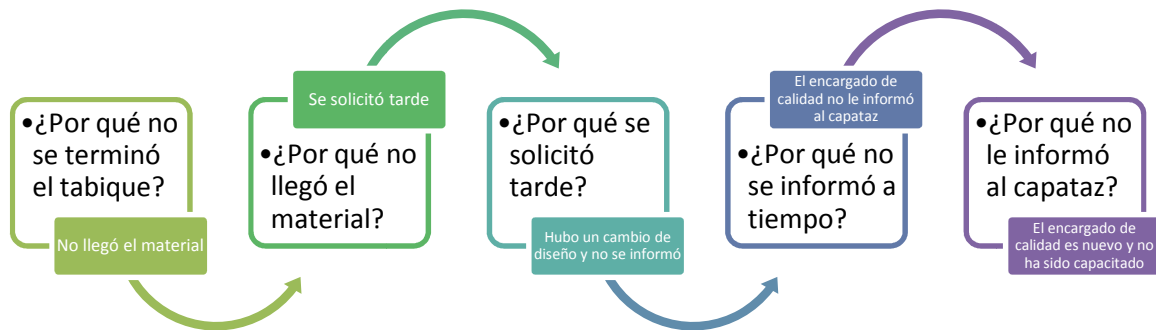 •¿Por qué no
se terminó
el tabique?
No llegó el material
Se solicitó tarde
•¿Por qué no
llegó el
material?
•¿Por qué se
solicitó
tarde?
Hubo un cambio de
diseño y no se informó
El encargado de
calidad no le informó
al capataz
•¿Por qué no
se informó a
tiempo?
•¿Por qué no
le informó
al capataz?
El encargado de
calidad es nuevo y no
ha sido capacitado